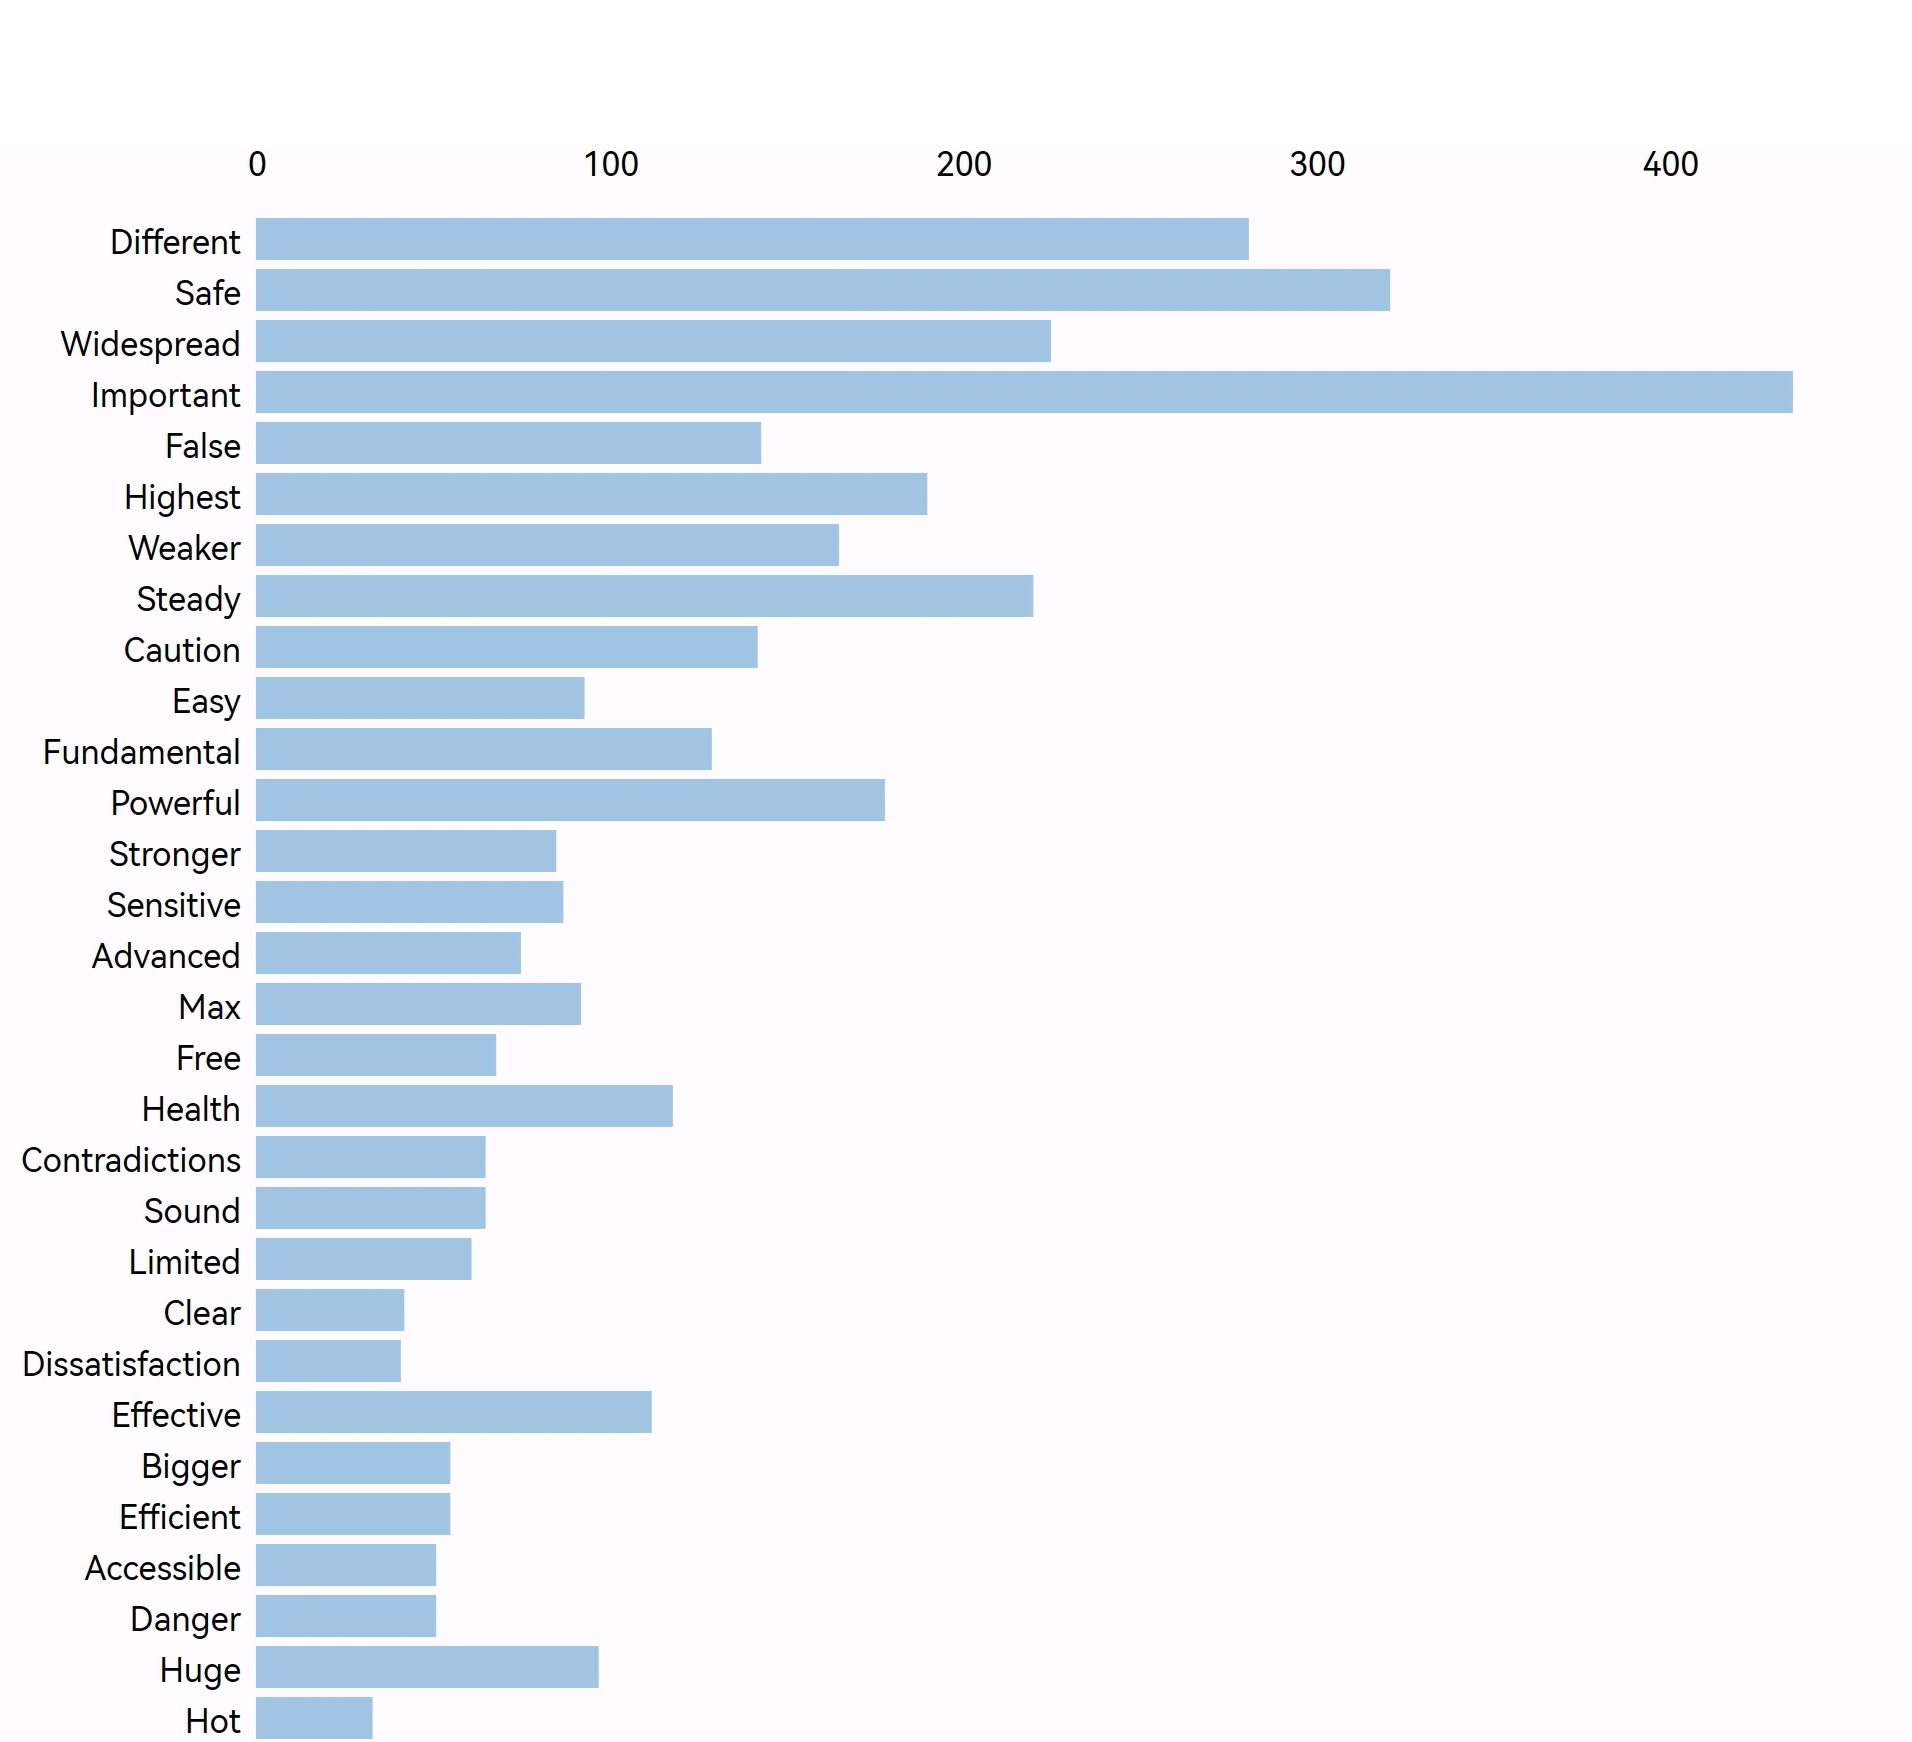 0 100 200 300 400
Different
Safe
Widespread
Important
False
Highest
Weaker
Steady
Caution
Easy
Fundamental
Powerful
Stronger
Sensitive
Advanced
Max
Free
Health
Contradictions
Sound
Limited
Clear
Dissatisfaction
Effective
Bigger
Efficient
Accessible
Danger
Huge
Hot